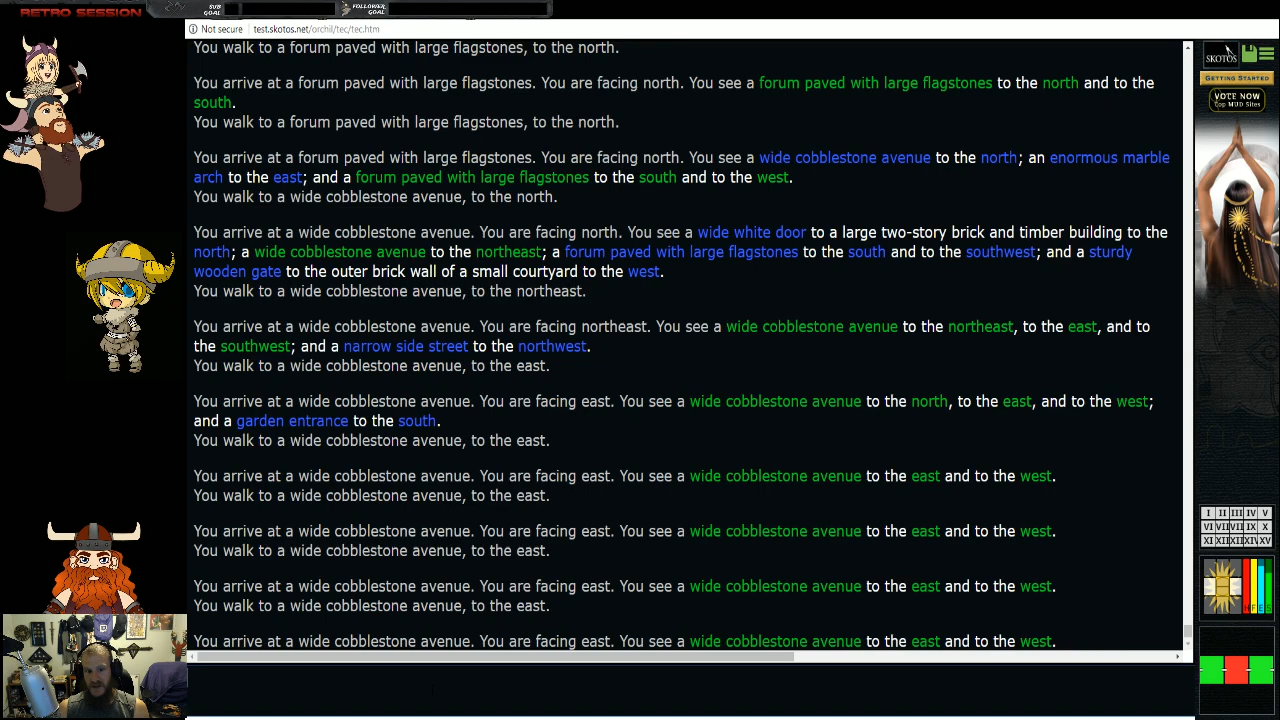 RETRO SESSION
SUB
GOAL
FOLLOWER
GOAL
Not secure | test.skotos.net/orchil/tec/tec.htm
You walk to a forum paved with large flagstones, to the north.
You arrive at a forum paved with large flagstones. You are facing north. You see a forum paved with large flagstones to the north and to the
south.
You walk to a forum paved with large flagstones, to the north.
You arrive at a forum paved with large flagstones. You are facing north. You see a wide cobblestone avenue to the north; an enormous marble
arch to the east; and a forum paved with large flagstones to the south and to the west.
You walk to a wide cobblestone avenue, to the north.
You arrive at a wide cobblestone avenue. You are facing north. You see a wide white door to a large two-story brick and timber building to the
north; a wide cobblestone avenue to the northeast; a forum paved with large flagstones to the south and to the southwest; and a sturdy
wooden gate to the outer brick wall of a small courtyard to the west.
You walk to a wide cobblestone avenue, to the northeast.
You arrive at a wide cobblestone avenue. You are facing northeast. You see a wide cobblestone avenue to the northeast, to the east, and to
the southwest; and a narrow side street to the northwest.
You walk to a wide cobblestone avenue, to the east.
You arrive at a wide cobblestone avenue. You are facing east. You see a wide cobblestone avenue to the north, to the east, and to the west;
and a garden entrance to the south.
You walk to a wide cobblestone avenue, to the east.
You arrive at a wide cobblestone avenue. You are facing east. You see a wide cobblestone avenue to the east and to the west.
You walk to a wide cobblestone avenue, to the east.
You arrive at a wide cobblestone avenue. You are facing east. You see a wide cobblestone avenue to the east and to the west.
You walk to a wide cobblestone avenue, to the east.
You arrive at a wide cobblestone avenue. You are facing east. You see a wide cobblestone avenue to the east and to the west.
You walk to a wide cobblestone avenue, to the east.
You arrive at a wide cobblestone avenue. You are facing east. You see a wide cobblestone avenue to the east and to the west.
SKOTOS
GETTING STARTED
VOTE NOW
Top MUD Sites
I II III IV V
VI VII VIII IX X
XI XII XIII XIV XV
H F E S